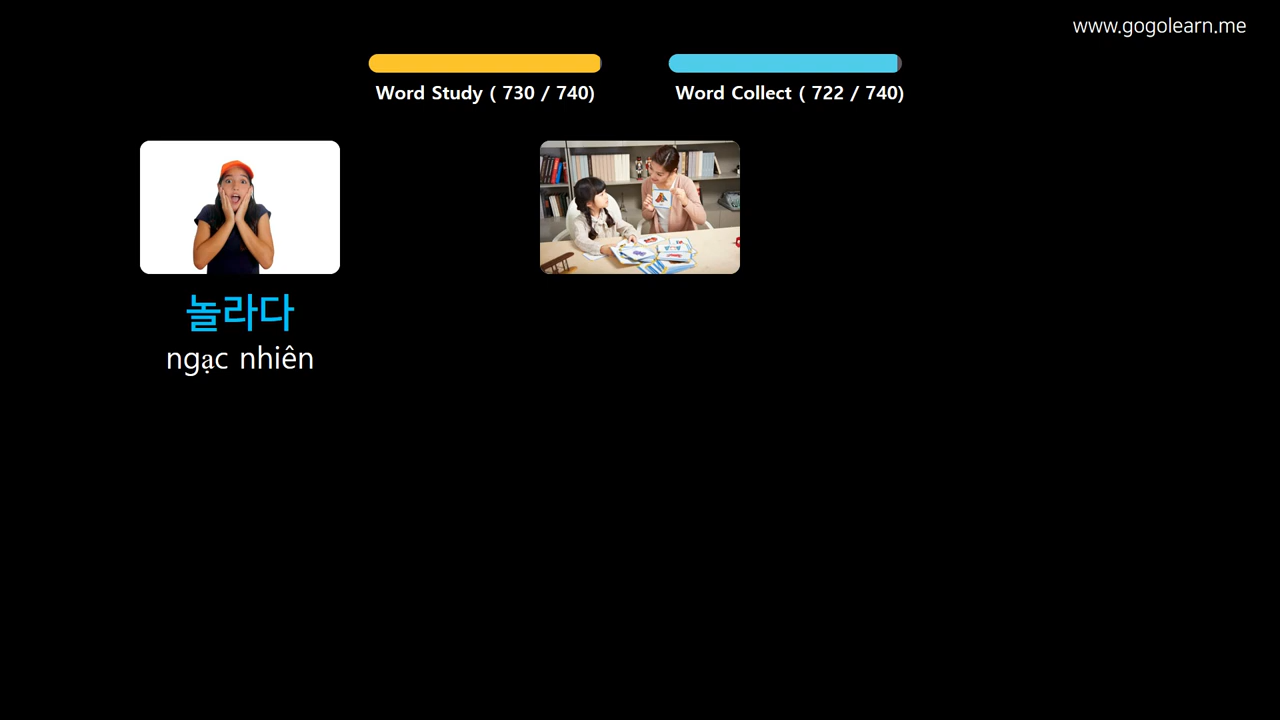 www.gogolearn.me
Word Study ( 730 / 740)
Word Collect ( 722 / 740)
놀라다
ngạc nhiên